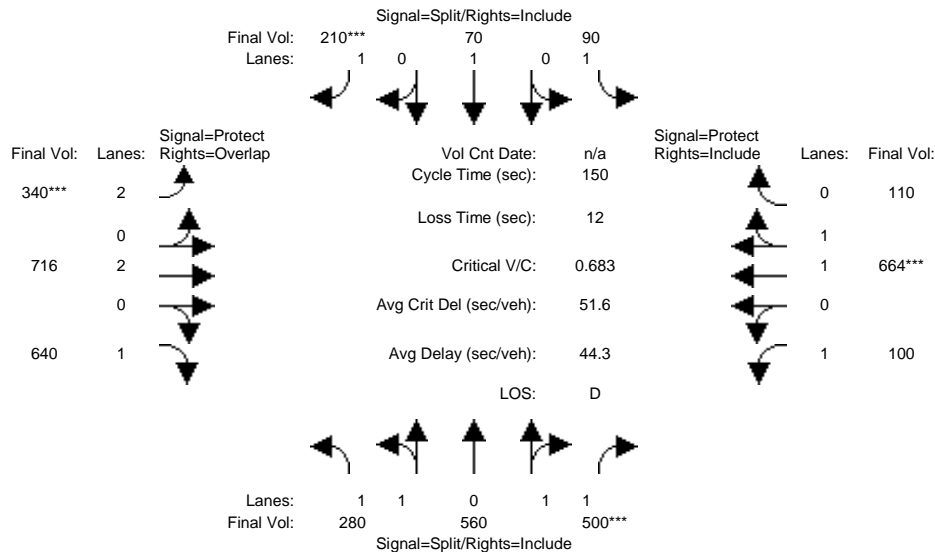 Signal=Split/Rights=Include
Final Vol: 210*** 70 90
Lanes: 1 0 1 0 1
Signal=Protect Signal=Protect
Final Vol: Lanes: Rights=Overlap Vol Cnt Date: n/a Rights=Include Lanes: Final Vol:
Cycle Time (sec): 150
340*** 2 0 110
Loss Time (sec): 12
0 1
716 2 Critical V/C: 0.683 1 664***
0 Avg Crit Del (sec/veh): 51.6 0
640 1 Avg Delay (sec/veh): 44.3 1 100
LOS: D
Lanes: 1 1 0 1 1
Final Vol: 280 560 500***
Signal=Split/Rights=Include